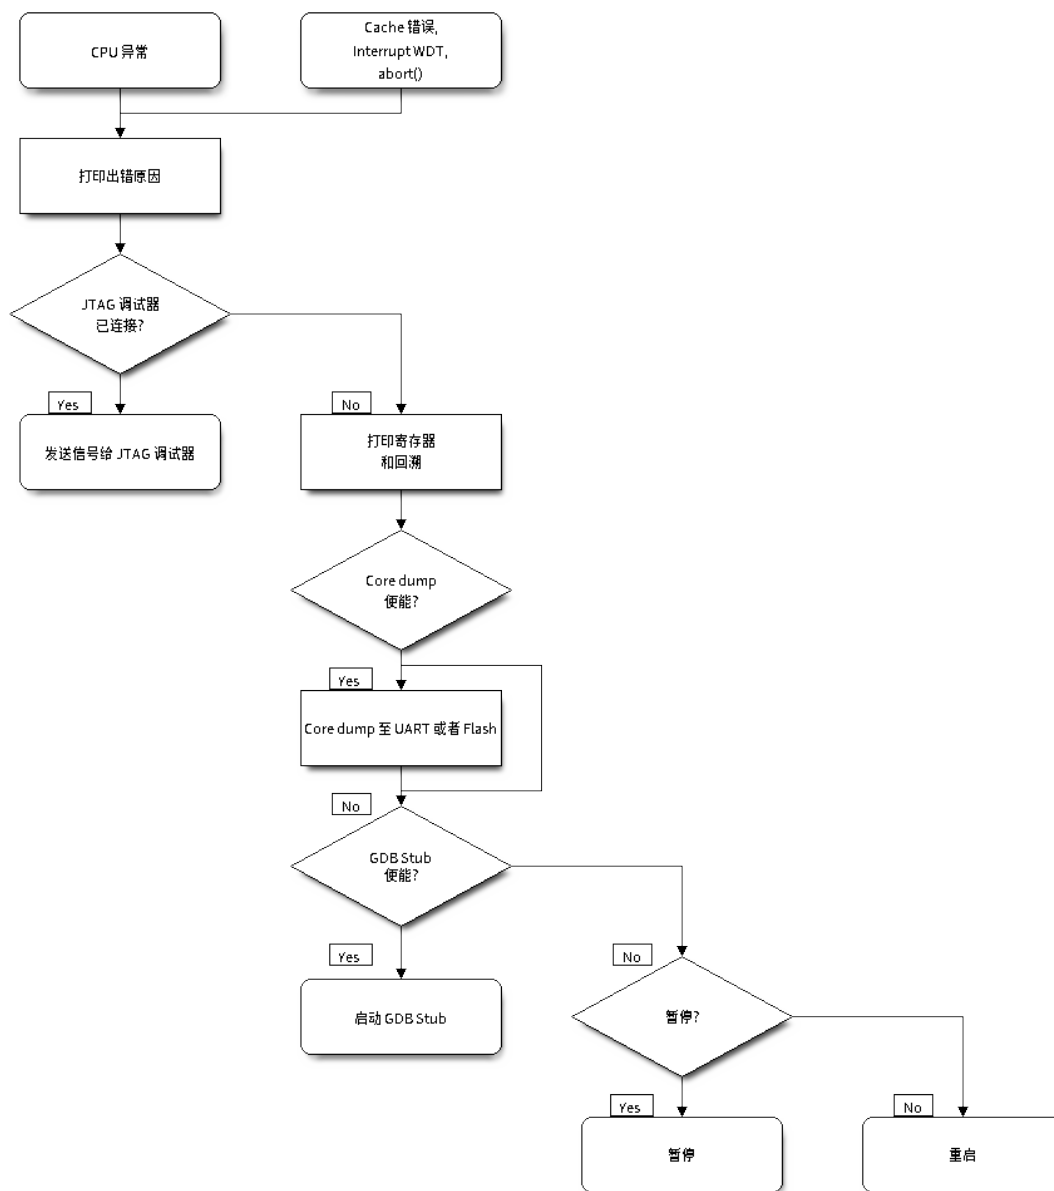 CPU 异常
Cache 错误,
Interrupt WDT,
abort()
打印出错原因
JTAG 调试器
已连接?
Yes
No
发送信号给 JTAG 调试器
打印寄存器
和回溯
Core dump
便能?
Yes
Core dump 至 UART 或者 Flash
No
GDB Stub
便能?
Yes
No
启动 GDB Stub
暂停?
Yes
No
暂停
重启